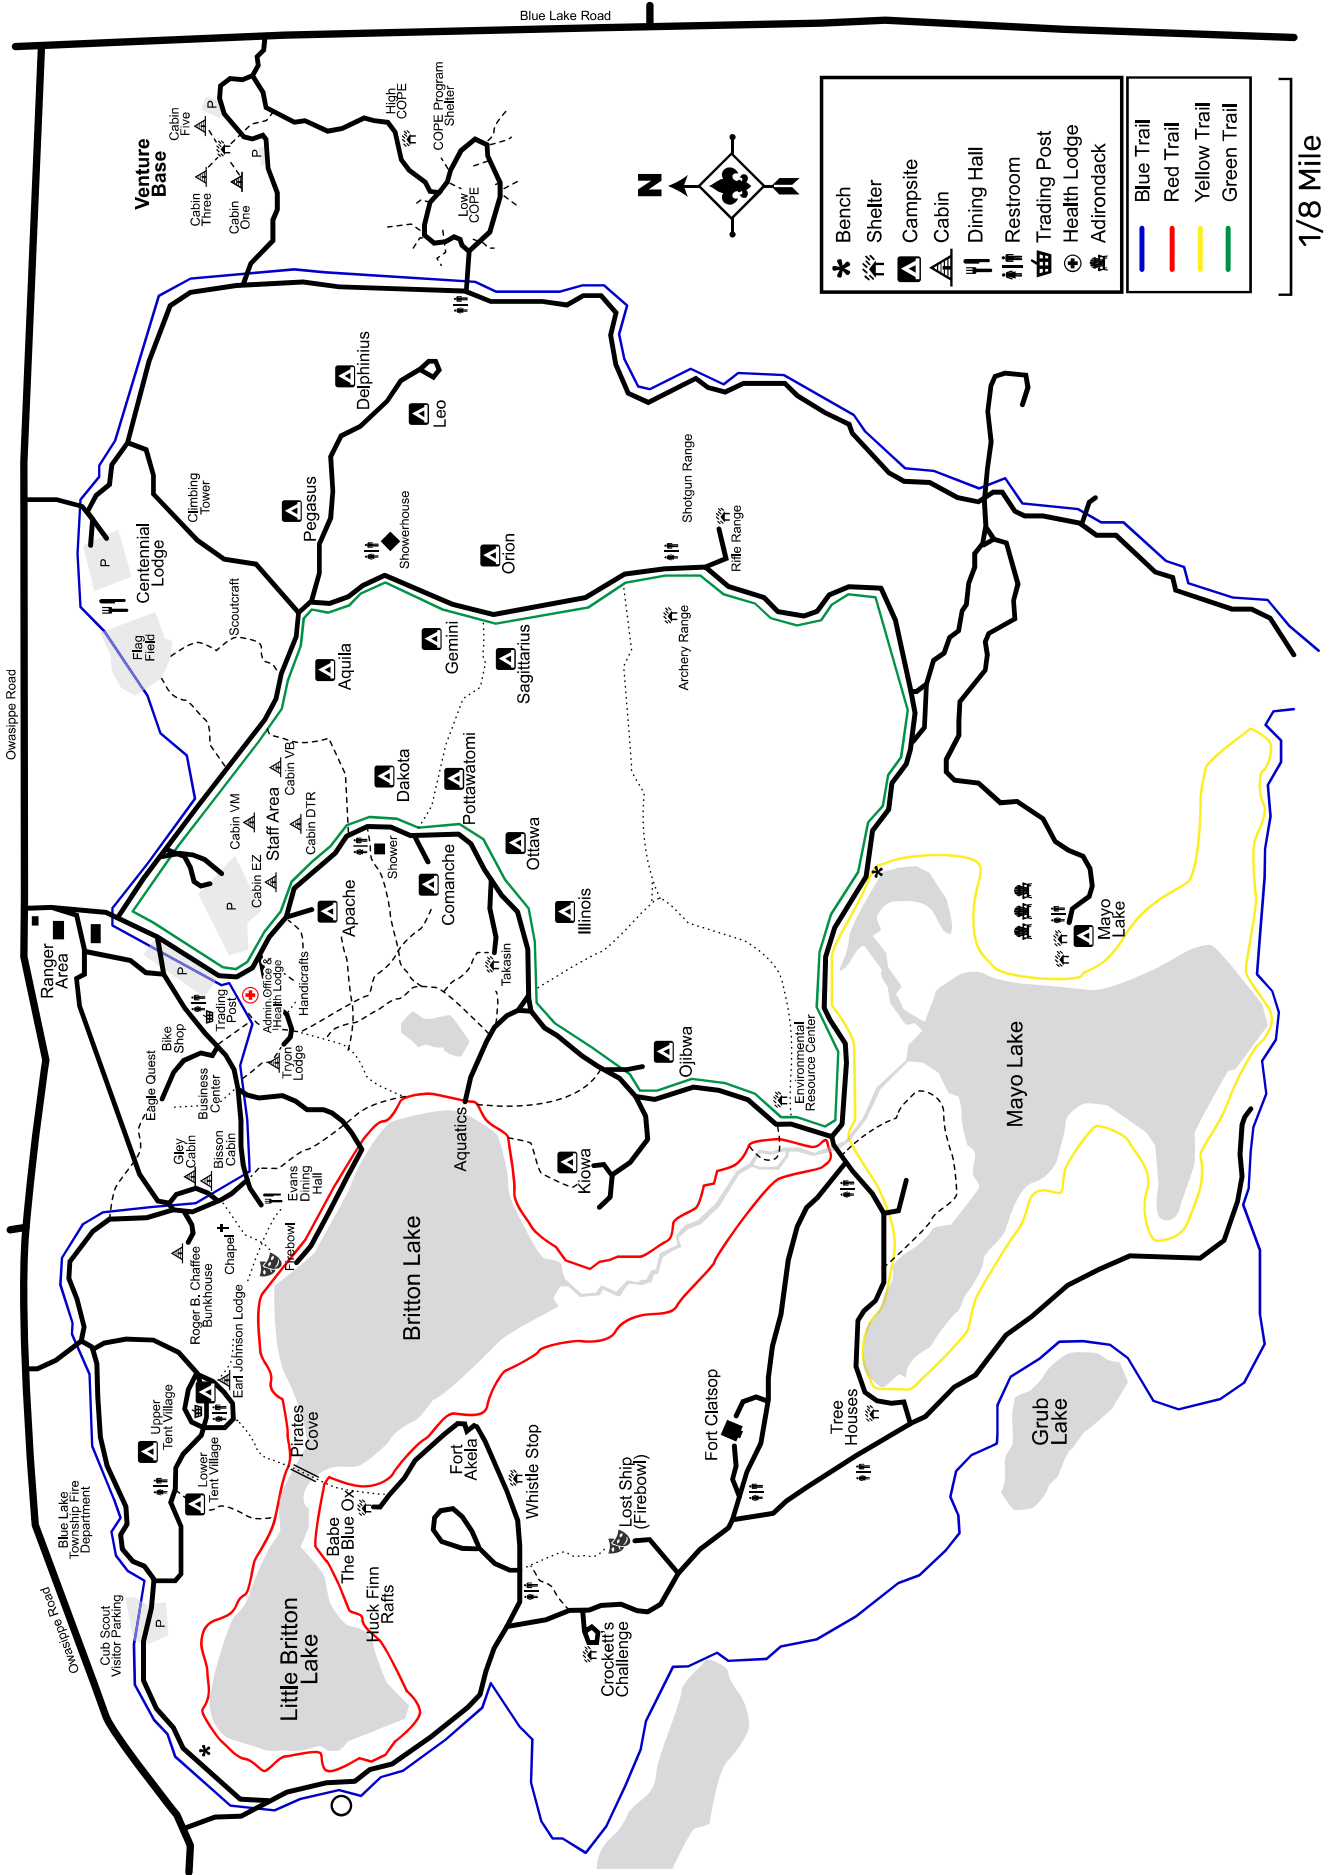 Blue Lake Road
Owasippe Road
Owasippe Road
Venture
Base
Cabin
Five
Cabin
Three
Cabin
One
P
P
High
COPE
COPE Program
Shelter
Low
COPE
N
Bench
Shelter
Campsite
Cabin
Dining Hall
Restroom
Trading Post
Health Lodge
Adirondack
Blue Trail
Red Trail
Yellow Trail
Green Trail
1/8 Mile
Delphinius
Leo
Pegasus
Climbing
Tower
Showerhouse
Orion
Shotgun Range
Rifle Range
Archery Range
Centennial
Lodge
P
Flag
Field
Scoutcraft
Aquila
Gemini
Sagittarius
Dakota
Pottawatomi
Ottawa
Illinois
Cabin VM
Cabin VB
Staff Area
Cabin DTR
Cabin EZ
P
Apache
Shower
Comanche
Takasin
Ranger
Area
P
Trading
Post
Admin Office &
Health Lodge
Handicrafts
Tryon
Lodge
Bike
Shop
Eagle Quest
Business
Center
Gley
Cabin
Bisson
Cabin
Evans
Dining
Hall
Firebowl
Chapel
Roger B. Chaffee
Bunkhouse
Earl Johnson Lodge
Aquatics
Kiowa
Ojibwa
Environmental
Resource Center
Britton Lake
Mayo Lake
Mayo
Lake
Upper
Tent Village
Lower
Tent Village
Pirates
Cove
Blue Lake
Township Fire
Department
Cub Scout
Visitor Parking
P
Little Britton
Lake
Babe
The Blue Ox
Huck Finn
Rafts
Fort
Akela
Whistle Stop
Lost Ship
(Firebowl)
Crockett's
Challenge
Fort Clatsop
Tree
Houses
Grub
Lake